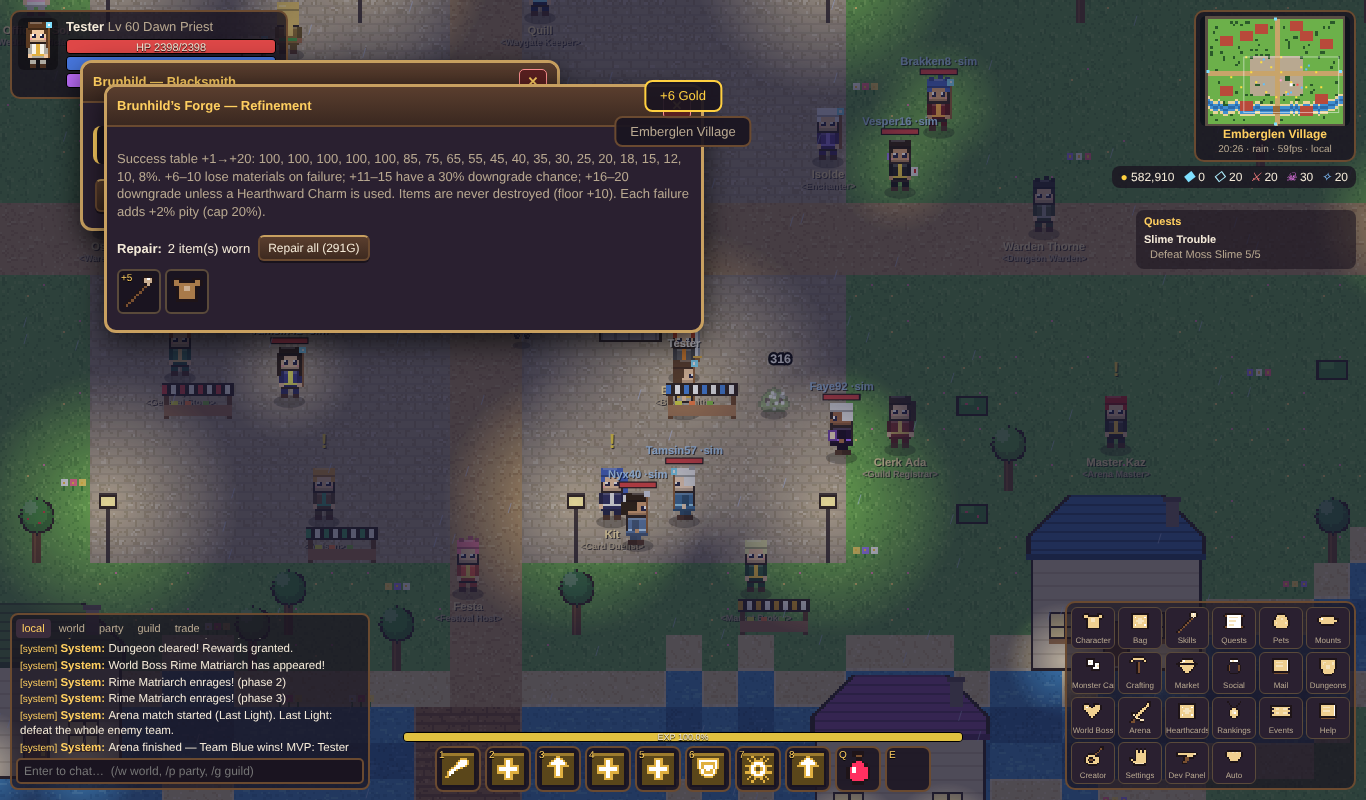 Tester Lv 60 Dawn Priest
HP 2398/2398
Quill
<Waygate Keeper>
Brunhild — Blacksmith
×
Brunhild's Forge — Refinement
+6 Gold
Emberglen Village
Success table +1→+20: 100, 100, 100, 100, 100, 85, 75, 65, 55, 45, 40, 35, 30, 25, 20, 18, 15, 12,
10, 8%. +6–10 lose materials on failure; +11–15 have a 30% downgrade chance; +16–20
downgrade unless a Hearthward Charm is used. Items are never destroyed (floor +10). Each failure
adds +2% pity (cap 20%).
Repair: 2 item(s) worn
Repair all (291G)
+5
Brakken8 ·sim
Vesper16 ·sim
Isolde
<Enchanter>
Warden Thorne
<Dungeon Warden>
Emberglen Village
20:26 · rain · 59fps · local
582,910 0 20 20 30 20
Quests
Slime Trouble
Defeat Moss Slime 5/5
Tester
316
Faye92 ·sim
Clerk Ada
<Guild Registrar>
!
Master Kaz
<Arena Master>
!
!
Tamsin57 ·sim
Nyx40 ·sim
Kit
<Card Duelist>
Festa
<Festival Host>
local world party guild trade
[system] System: Dungeon cleared! Rewards granted.
[system] System: World Boss Rime Matriarch has appeared!
[system] System: Rime Matriarch enrages! (phase 2)
[system] System: Rime Matriarch enrages! (phase 3)
[system] System: Arena match started (Last Light). Last Light:
defeat the whole enemy team.
[system] System: Arena finished — Team Blue wins! MVP: Tester
Enter to chat… (/w world, /p party, /g guild)
EXP 100.0%
1 2 3 4 5 6 7 8 Q E
Character Bag Skills Quests Pets Mounts
Monster Ca Crafting Market Social Mail Dungeons
World Boss Arena Hearthcards Rankings Events Help
Creator Settings Dev Panel Auto